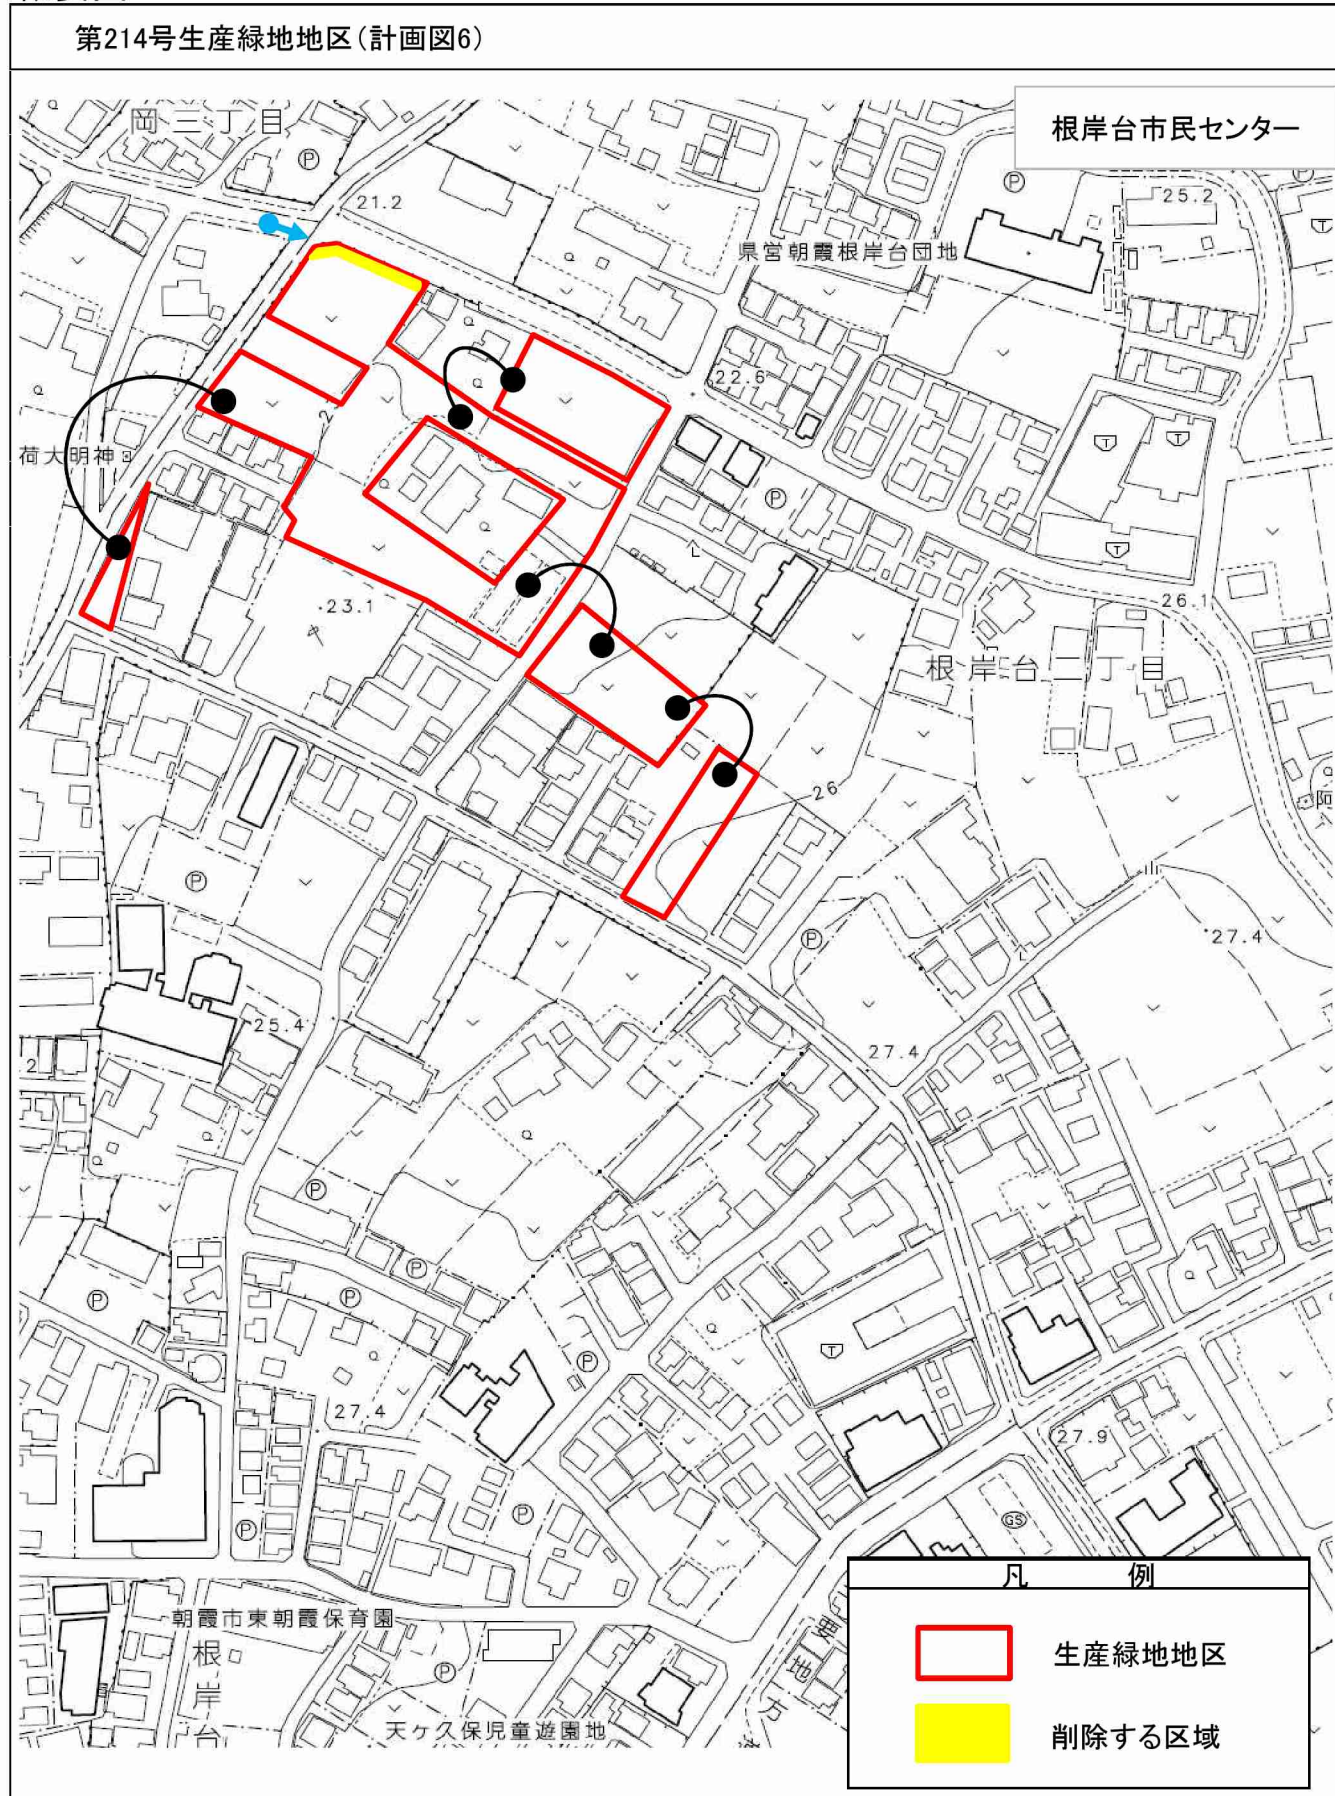 第214号生産緑地地区(計画図6)
岡三丁目
根岸台市民センター
P
P
P
21.2
25.2
T
県営朝霞根岸台団地
22.6
T
T
荷大明神
P
T
23.1
26.1
根岸台二丁目
26
阿
P
P
27.4
25.4
27.4
2
P
P
P
P
T
P
27.4
27.9
P
P
GS
凡 例
朝霞市東朝霞保育園
生産緑地地区
根岸台
P
天ケ久保児童遊園地
削除する区域